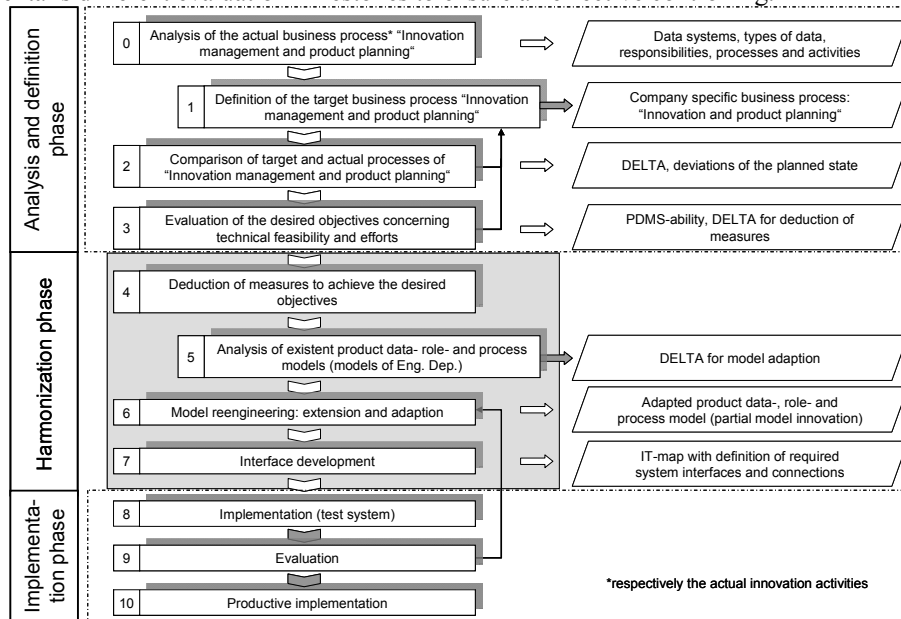 Analysis and definition
phase
0
Analysis of the actual business process* “Innovation
management and product planning“
Data systems, types of data,
responsibilities, processes and activities
1
Definition of the target business process “Innovation
management and product planning“
Company specific business process:
“Innovation and product planning“
2
Comparison of target and actual processes of
“Innovation management and product planning“
DELTA, deviations of the planned state
3
Evaluation of the desired objectives concerning
technical feasibility and efforts
PDMS-ability, DELTA for deduction of
measures
Harmonization phase
4
Deduction of measures to achieve the desired
objectives
5
Analysis of existent product data- role- and process
models (models of Eng. Dep.)
DELTA for model adaption
6
Model reengineering: extension and adaption
Adapted product data-, role- and
process model (partial model innovation)
7
Interface development
IT-map with definition of required
system interfaces and connections
Implementa-
tion phase
8
Implementation (test system)
9
Evaluation
*respectively the actual innovation activities
10
Productive implementation